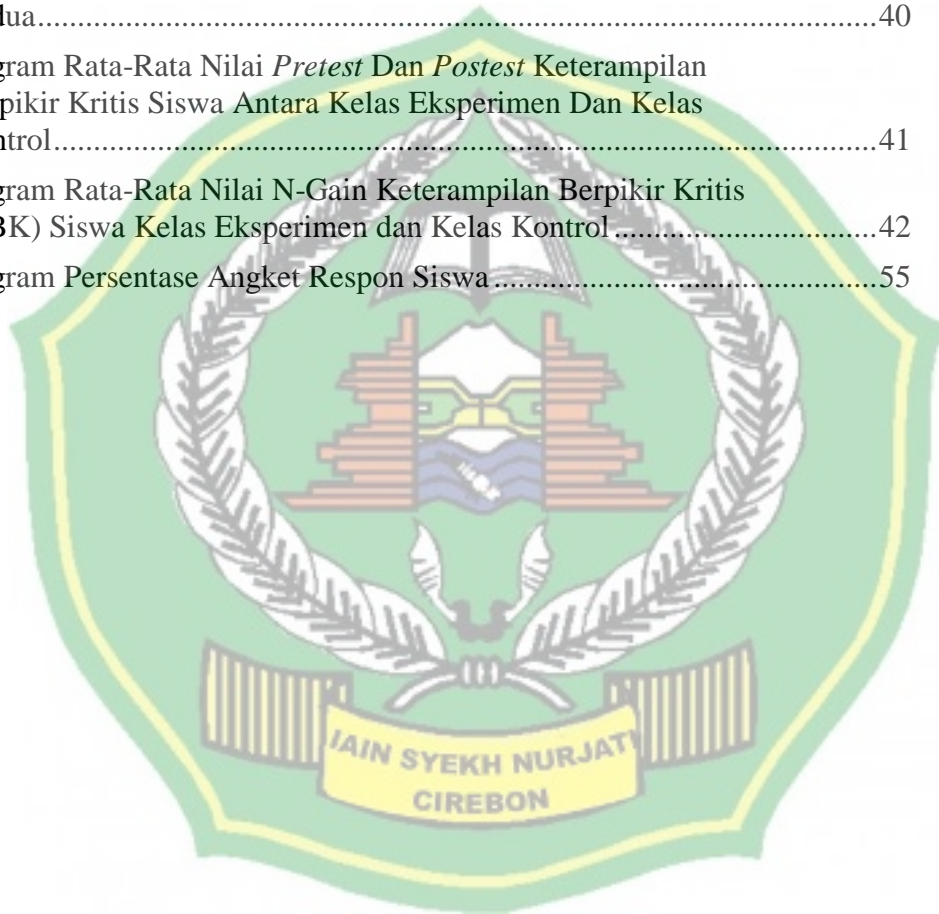 dua........................................................................................40
gram Rata-Rata Nilai Pretest Dan Postest Keterampilan
pikir Kritis Siswa Antara Kelas Eksperimen Dan Kelas
ntrol......................................................................................41
gram Rata-Rata Nilai N-Gain Keterampilan Berpikir Kritis
BK) Siswa Kelas Eksperimen dan Kelas Kontrol............................42
gram Persentase Angket Respon Siswa.........................................55
IAIN SYEKH NURJATI
CIREBON